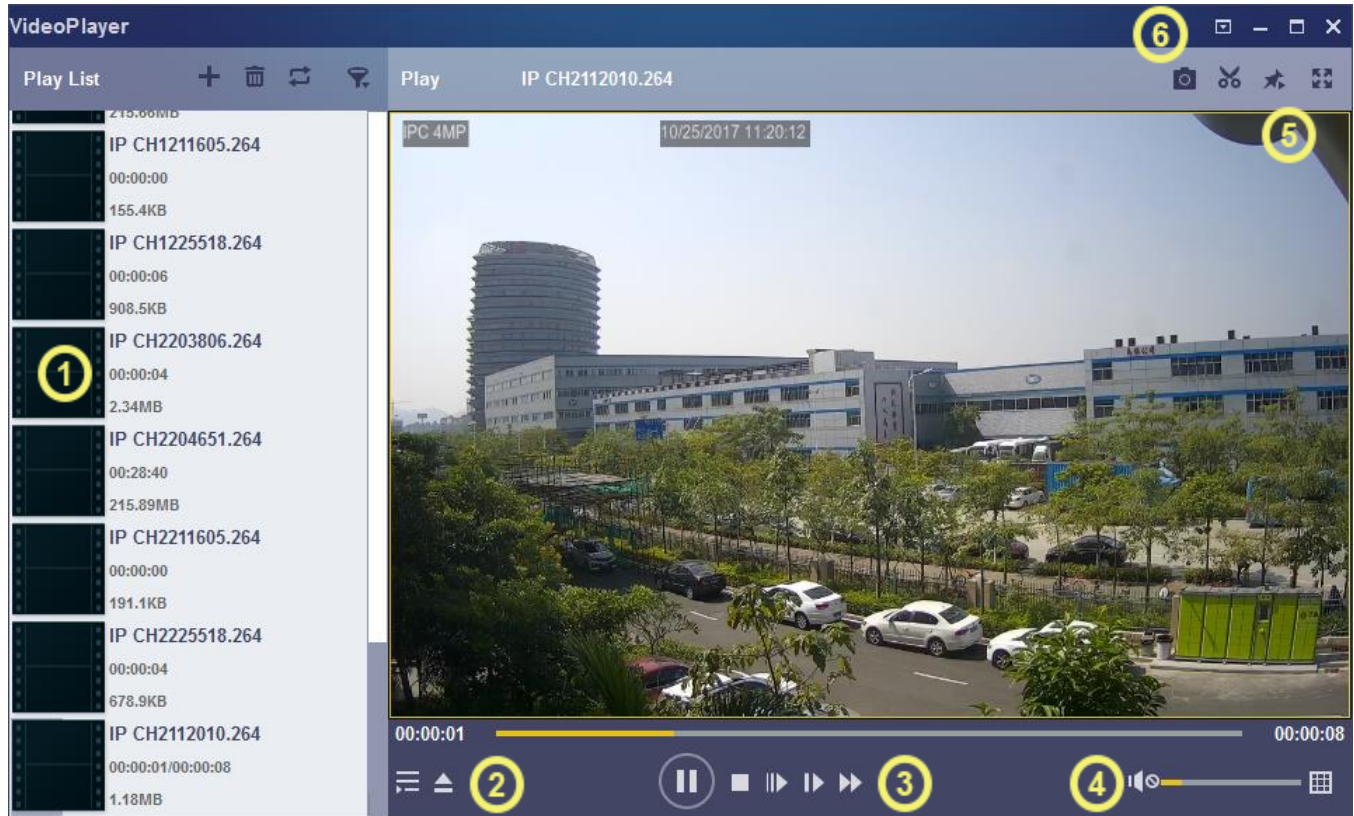 VideoPlayer
6
Play List
Play
IP CH2112010.264
215.66MB
IP CH1211605.264
00:00:00
155.4KB
IP CH1225518.264
00:00:06
908.5KB
IP CH2203806.264
00:00:04
2.34MB
1
IP CH2204651.264
00:28:40
215.89MB
IP CH2211605.264
00:00:00
191.1KB
IP CH2225518.264
00:00:04
678.9KB
IP CH2112010.264
00:00:01/00:00:08
1.18MB
IPC 4MP
10/25/2017 11:20:12
5
00:00:01
00:00:08
2
3
4